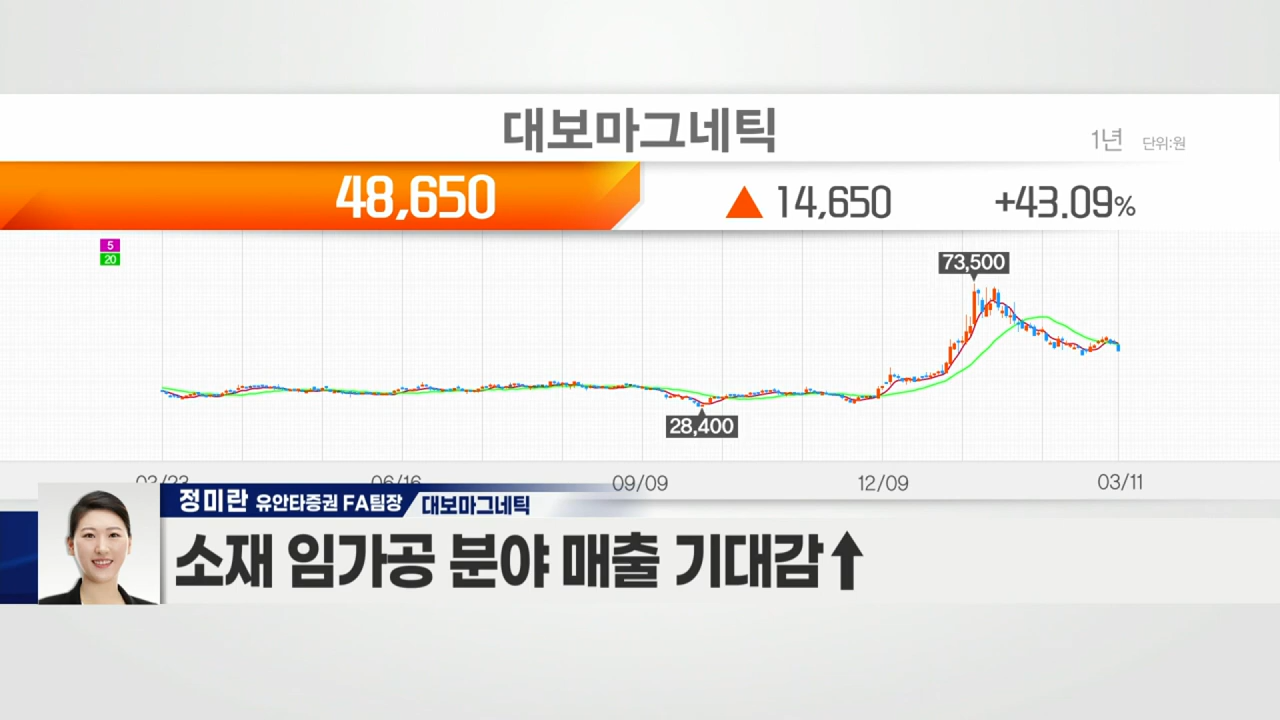 대보마그네틱
1년 단위:원
48,650 ▲ 14,650 +43.09%
5
20
73,500
28,400
03/23 06/16 09/09 12/09 03/11
정미란 유안타증권 FA팀장 대보마그네틱
소재 임가공 분야 매출 기대감↑